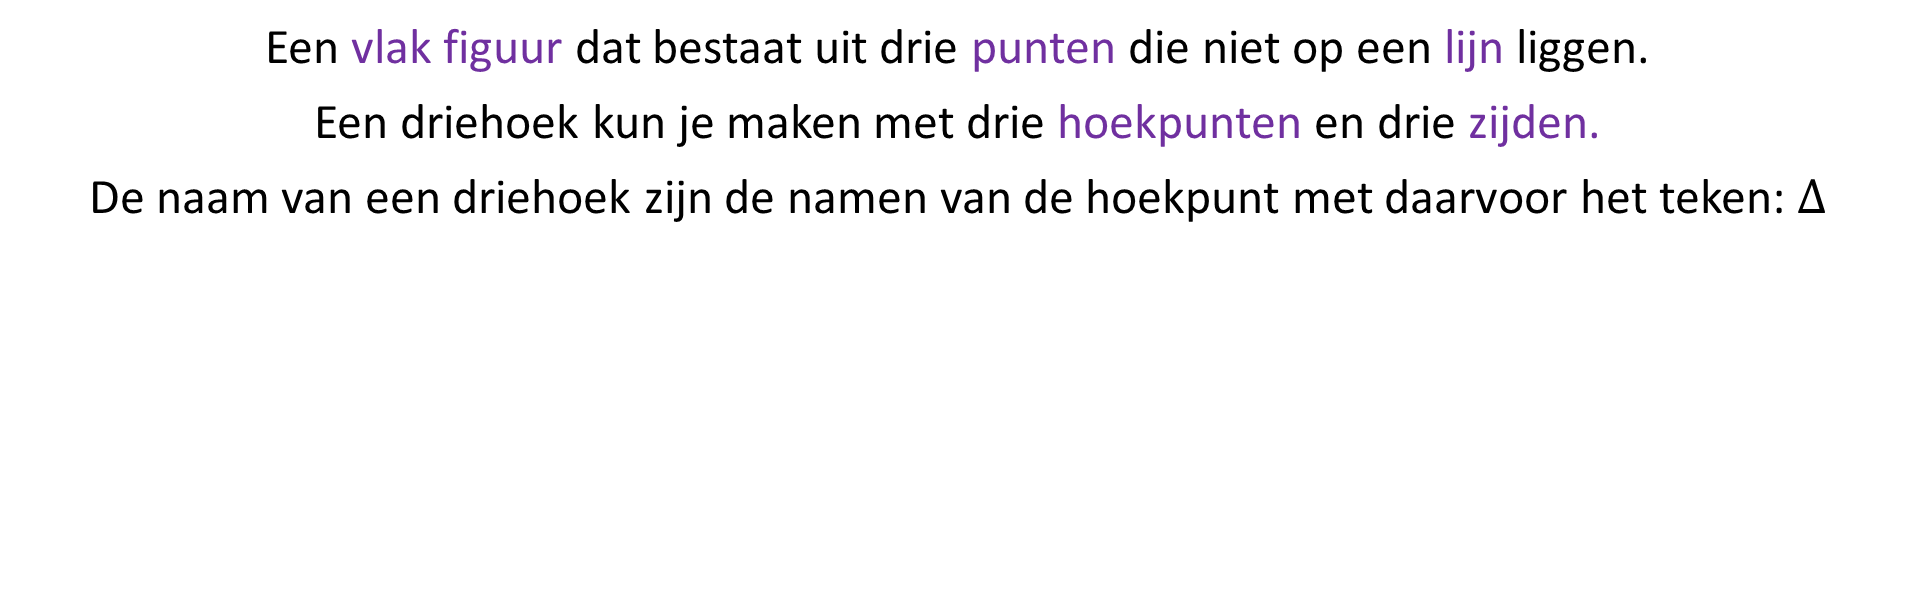 Een vlak figuur dat bestaat uit drie punten die niet op een lijn liggen.
Een driehoek kun je maken met drie hoekpunten en drie zijden.
De naam van een driehoek zijn de namen van de hoekpunt met daarvoor het teken: Δ